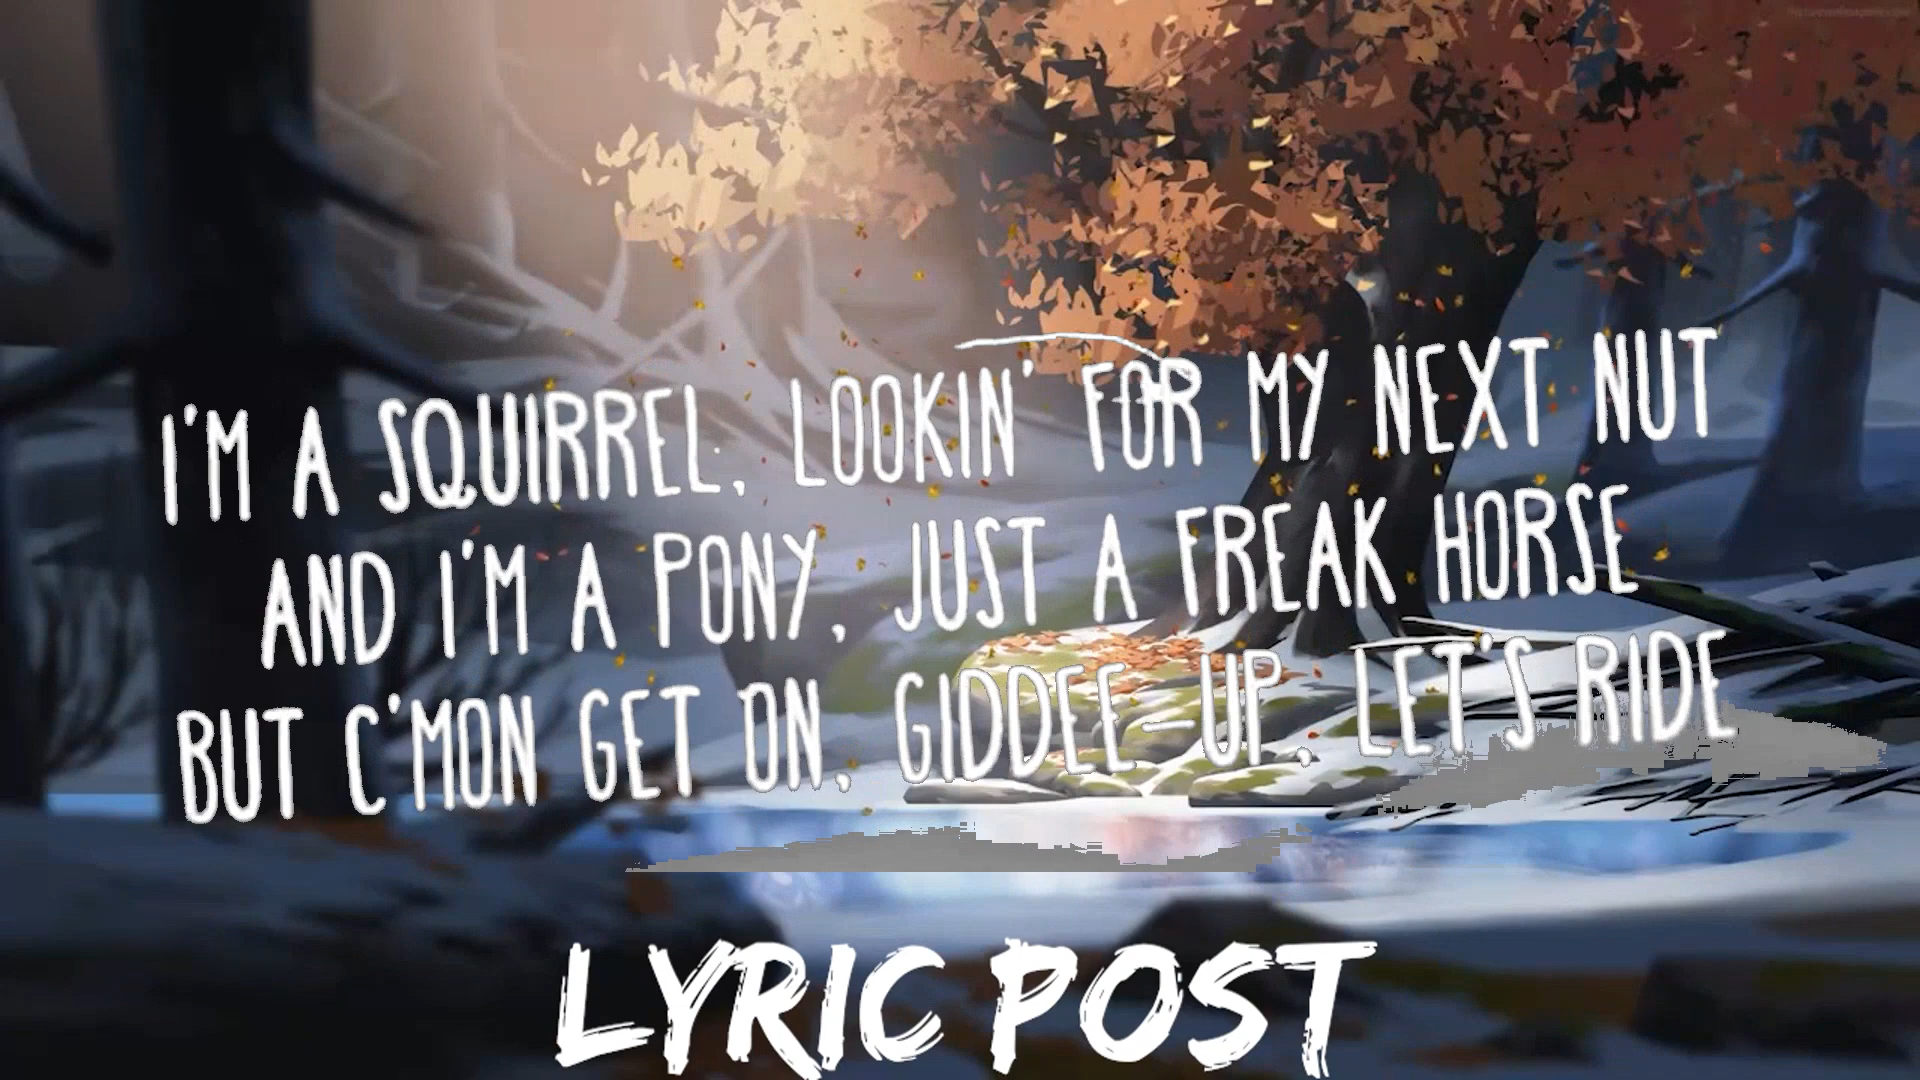 I'M A SQUIRREL, LOOKIN' FOR MY NEXT NUT
AND I'M A PONY, JUST A FREAK HORSE
BUT C'MON GET ON, GIDDEE-UP, LET'S RIDE
LYRIC POST